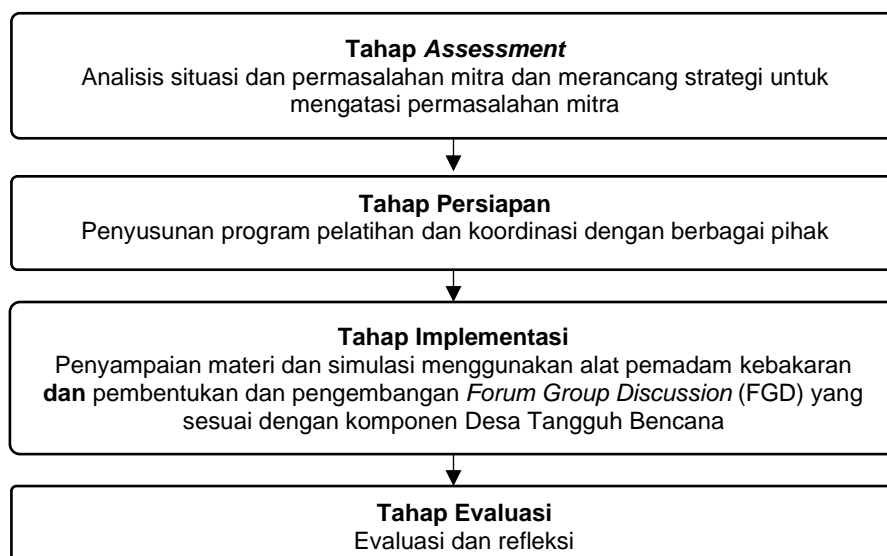 Tahap Assessment
Analisis situasi dan permasalahan mitra dan merancang strategi untuk
mengatasi permasalahan mitra
Tahap Persiapan
Penyusunan program pelatihan dan koordinasi dengan berbagai pihak
Tahap Implementasi
Penyampaian materi dan simulasi menggunakan alat pemadam kebakaran
dan pembentukan dan pengembangan Forum Group Discussion (FGD) yang
sesuai dengan komponen Desa Tangguh Bencana
Tahap Evaluasi
Evaluasi dan refleksi